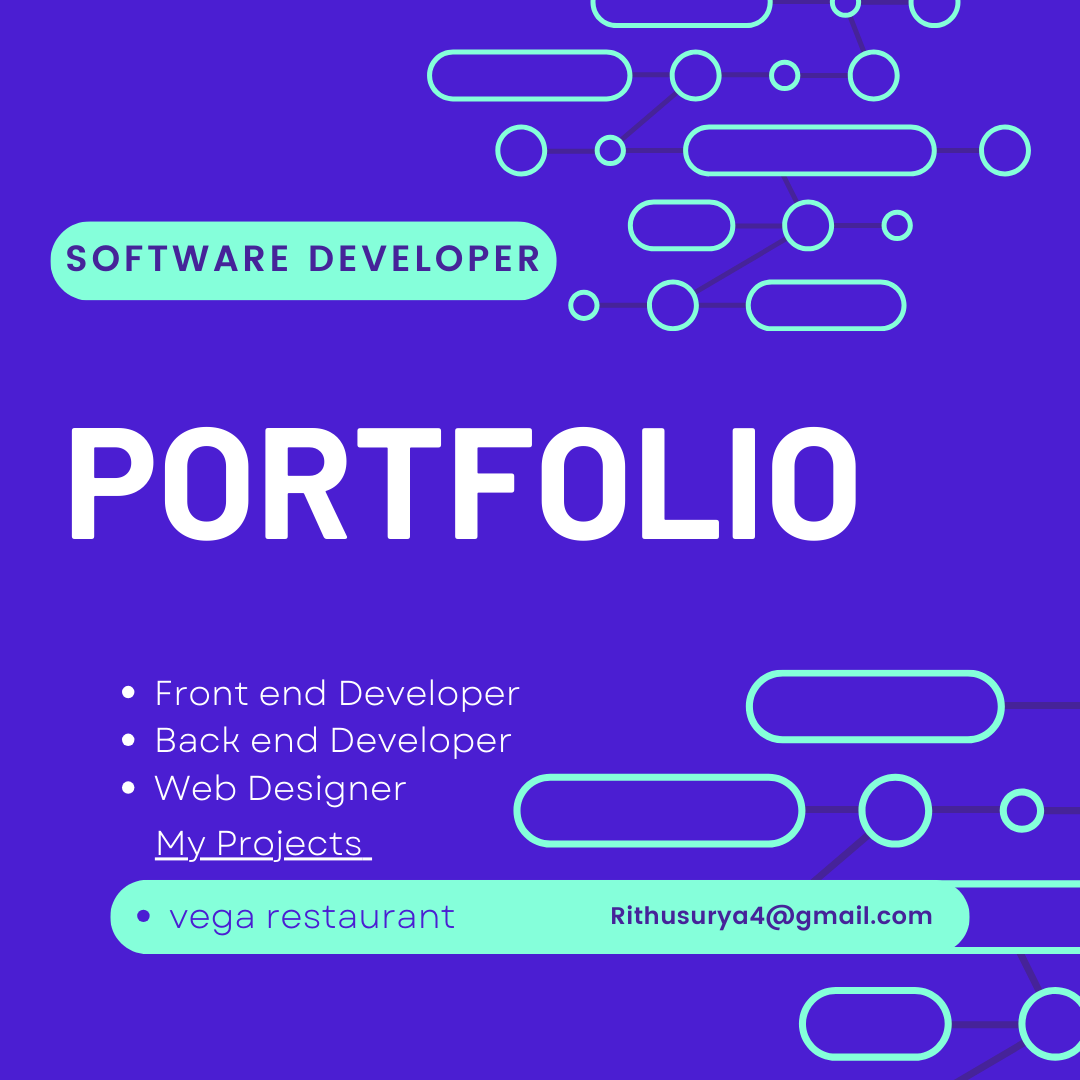 SOFTWARE DEVELOPER
PORTFOLIO
• Front end Developer
• Back end Developer
• Web Designer
My Projects
• vega restaurant
Rithusurya4@gmail.com